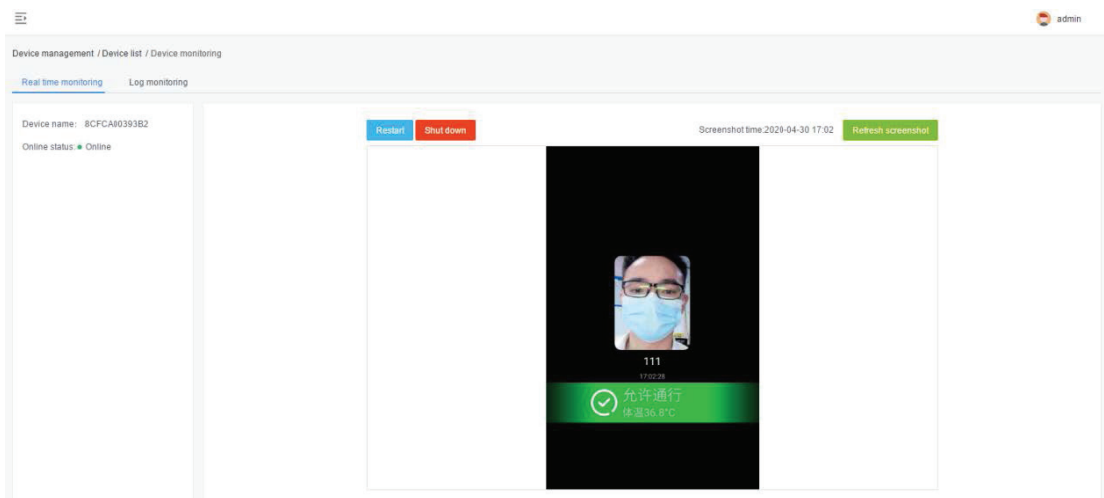 admin
Device management / Device list / Device monitoring
Real time monitoring Log monitoring
Device name: 8CFCA00393B2
Online status: Online
Restart Shut down Screenshot time:2020-04-30 17:02 Refresh screenshot
111
17:02:28
允许通行
体温36.8°C